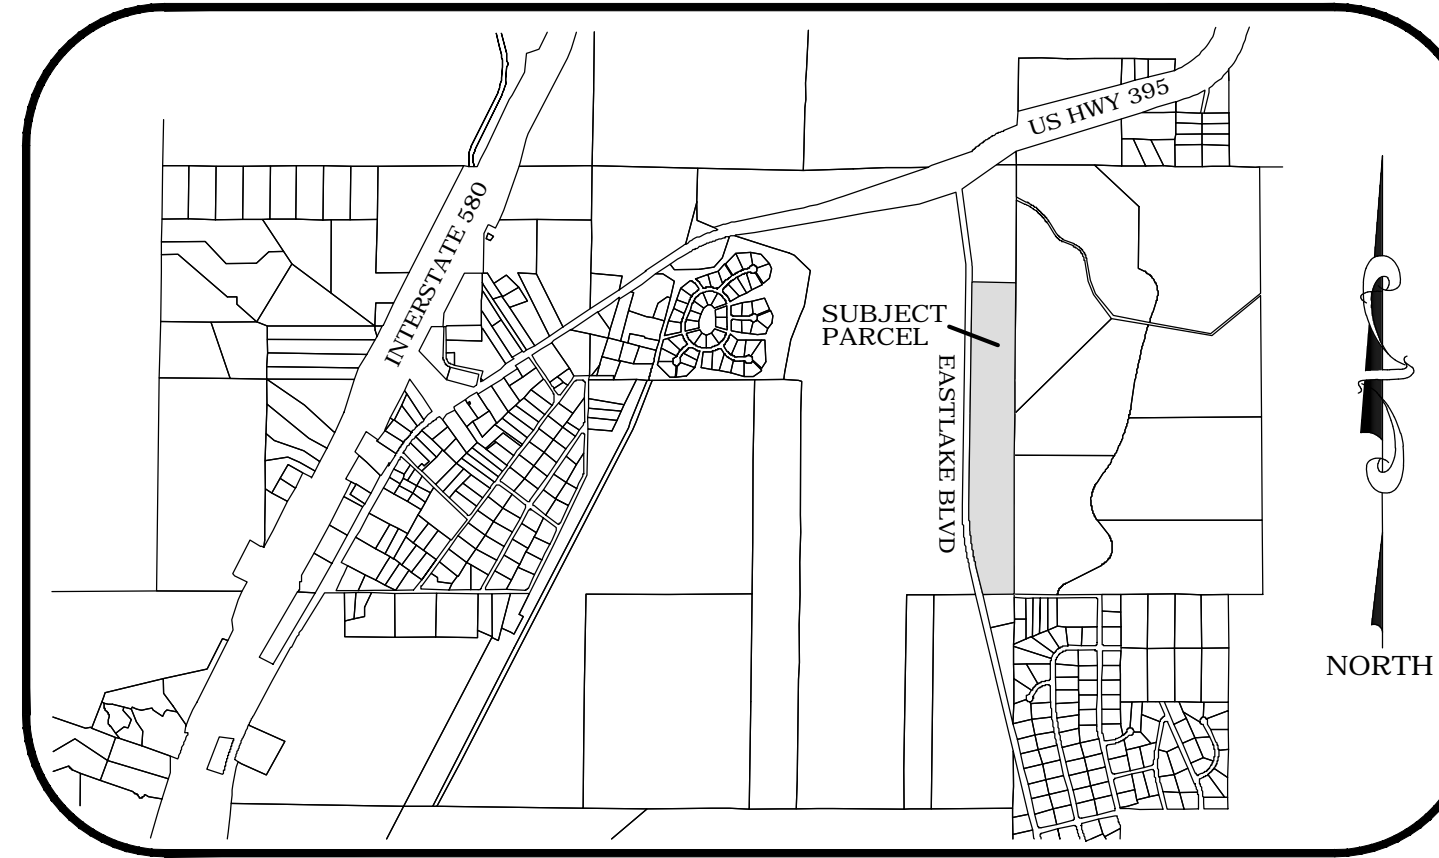 US HWY 395
INTERSTATE 580
SUBJECT
PARCEL
EASTLAKE BLVD
NORTH